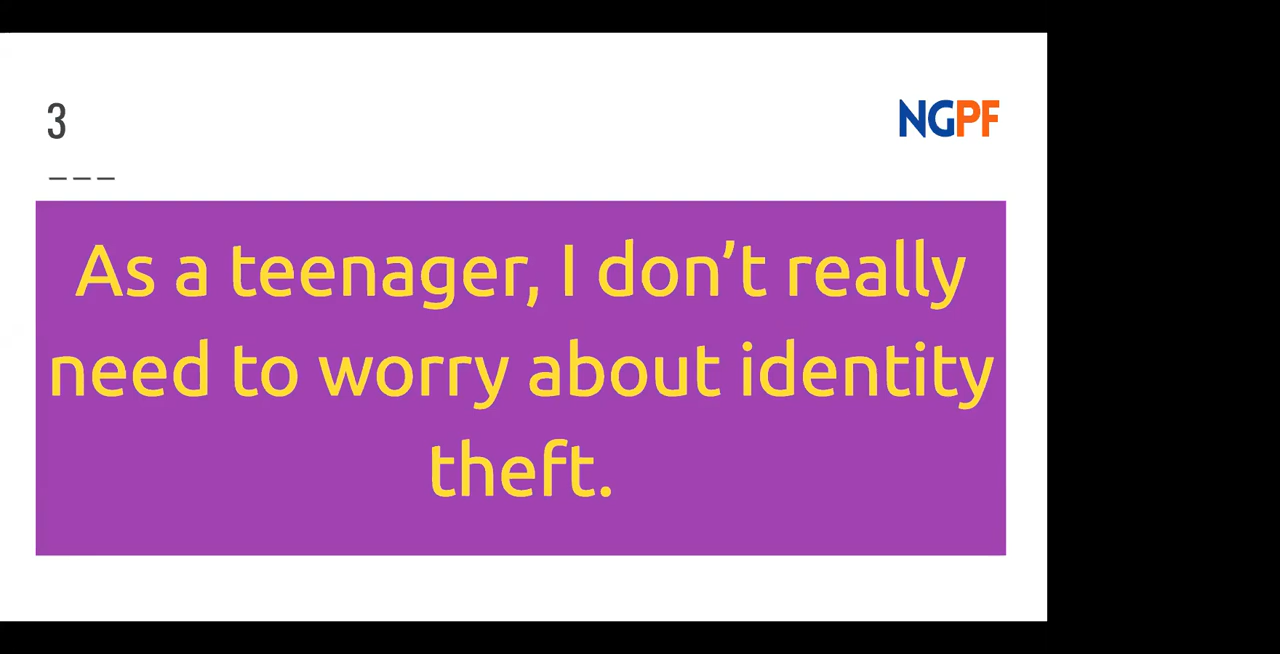 3
NGPF
As a teenager, I don’t really
need to worry about identity
theft.